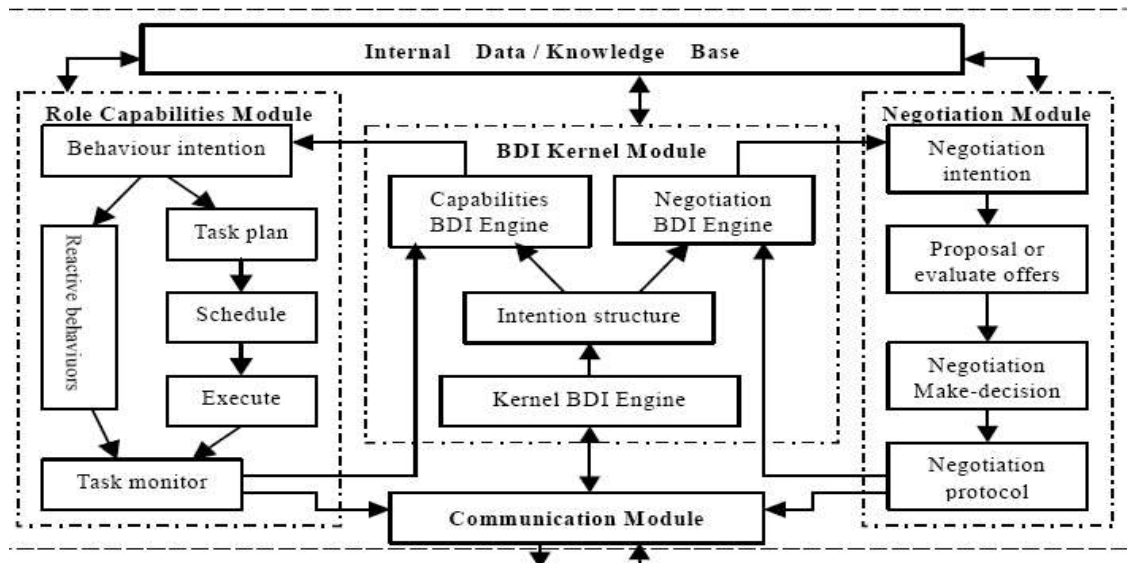 Internal Data / Knowledge Base
Role Capabilities Module
Behaviour intention
Reactive behaviuors
Task plan
Schedule
Execute
Task monitor
BDI Kernel Module
Capabilities
BDI Engine
Negotiation
BDI Engine
Intention structure
Kernel BDI Engine
Communication Module
Negotiation Module
Negotiation
intention
Proposal or
evaluate offers
Negotiation
Make-decision
Negotiation
protocol